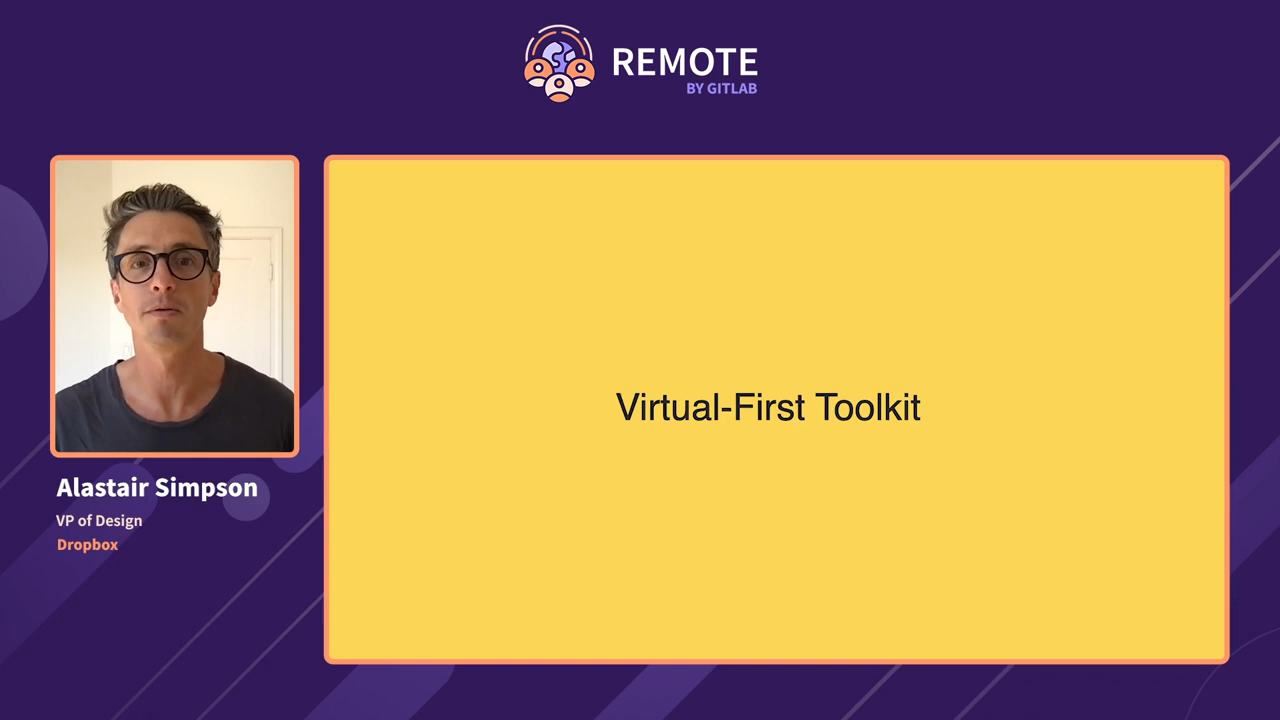 REMOTE
BY GITLAB
Virtual-First Toolkit
Alastair Simpson
VP of Design
Dropbox